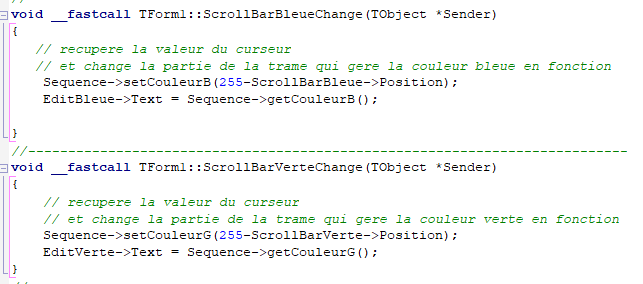 void __fastcall TForm1::ScrollBarBleueChange(TObject *Sender)
{
// recupere la valeur du curseur
// et change la partie de la trame qui gere la couleur bleue en fonction
Sequence->setCouleurB(255-ScrollBarBleue->Position);
EditBleue->Text = Sequence->getCouleurB();
}
//---------------------------------------------------------------------------
void __fastcall TForm1::ScrollBarVerteChange(TObject *Sender)
{
// recupere la valeur du curseur
// et change la partie de la trame qui gere la couleur verte en fonction
Sequence->setCouleurG(255-ScrollBarVerte->Position);
EditVerte->Text = Sequence->getCouleurG();
}